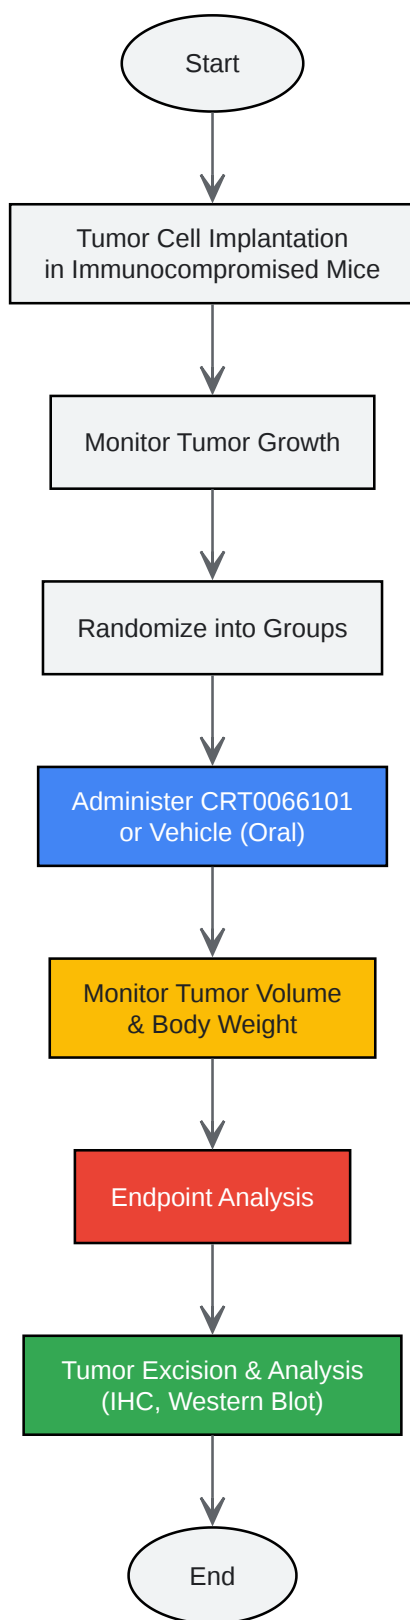 Start
Tumor Cell Implantation
in Immunocompromised Mice
Monitor Tumor Growth
Randomize into Groups
Administer CRT0066101
or Vehicle (Oral)
Monitor Tumor Volume
& Body Weight
Endpoint Analysis
Tumor Excision & Analysis
(IHC, Western Blot)
End